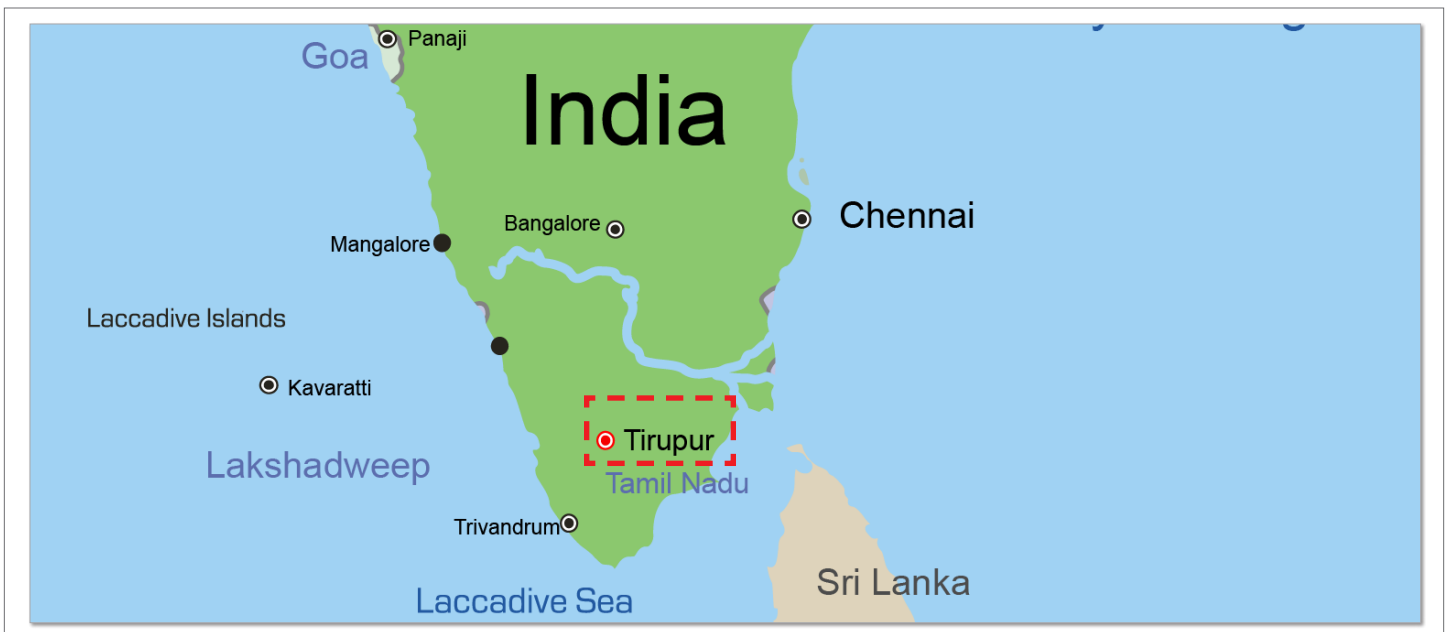 Panaji
Goa
India
Chennai
Bangalore
Mangalore
Laccadive Islands
Kavaratti
Tirupur
Lakshadweep
Tamil Nadu
Trivandrum
Sri Lanka
Laccadive Sea